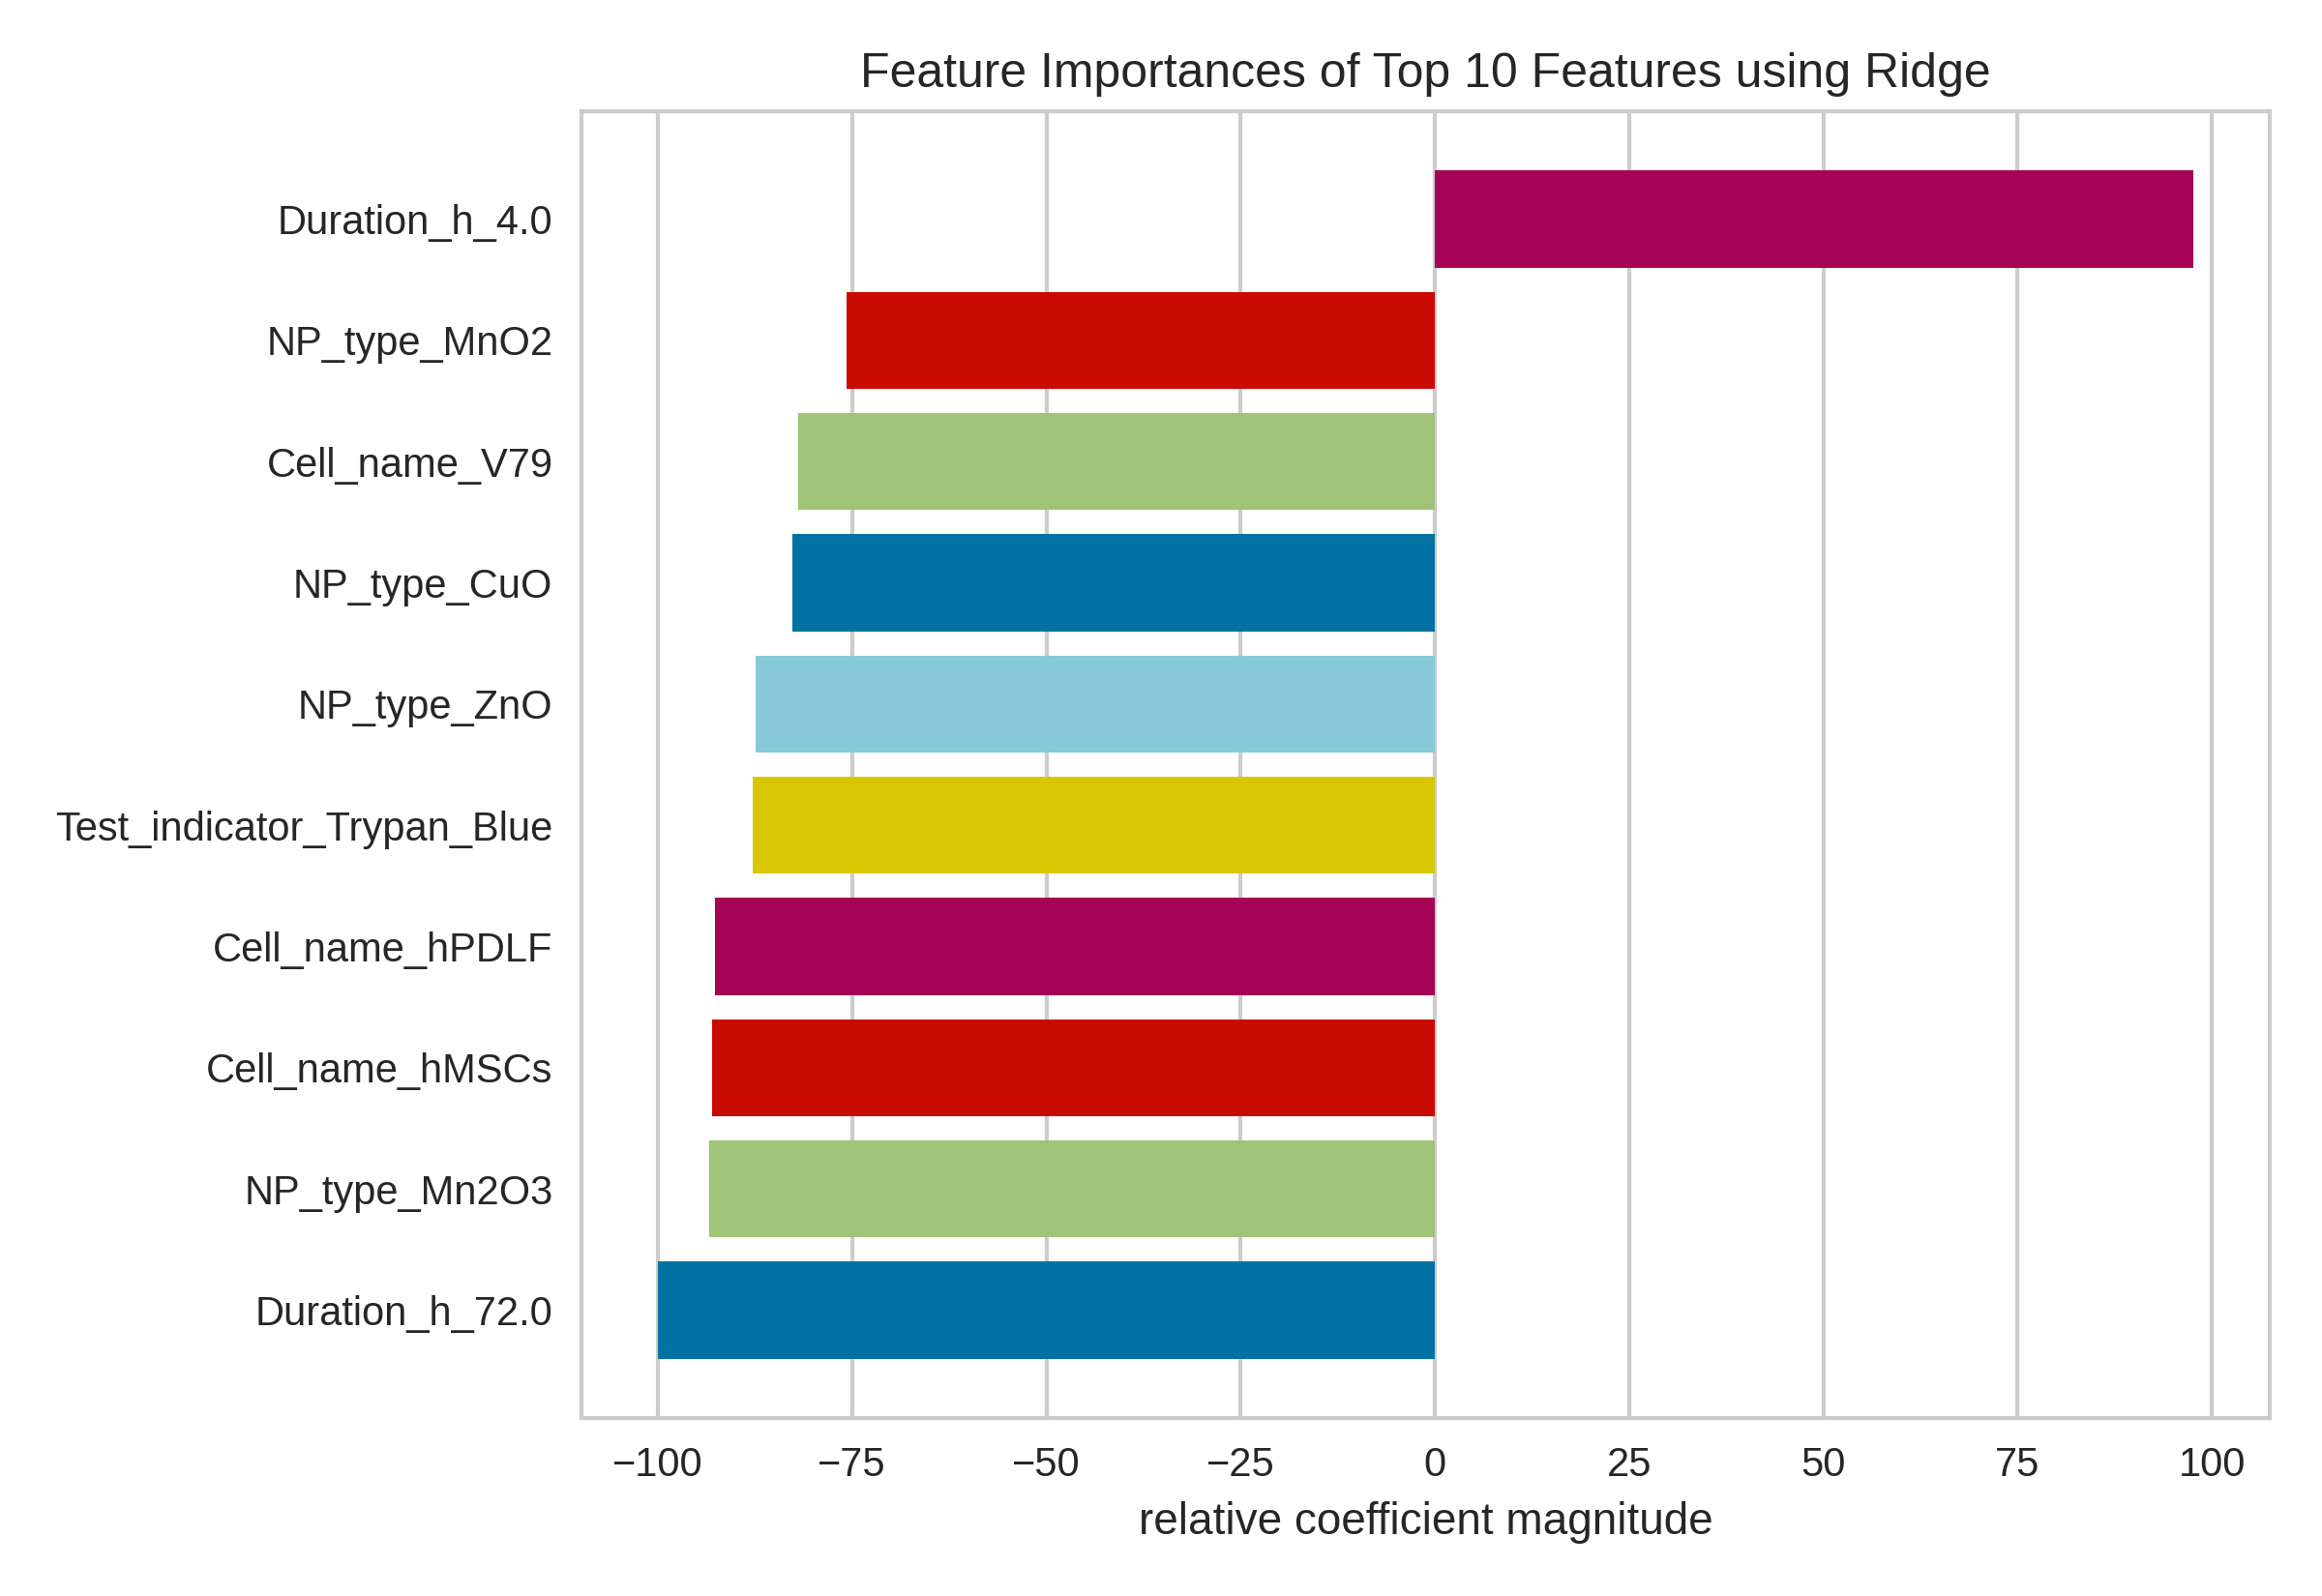 Feature Importances of Top 10 Features using Ridge
Duration_h_4.0
NP_type_MnO2
Cell_name_V79
NP_type_CuO
NP_type_ZnO
Test_indicator_Trypan_Blue
Cell_name_hPDLF
Cell_name_hMSCs
NP_type_Mn2O3
Duration_h_72.0
−100 −75 −50 −25 0 25 50 75 100
relative coefficient magnitude